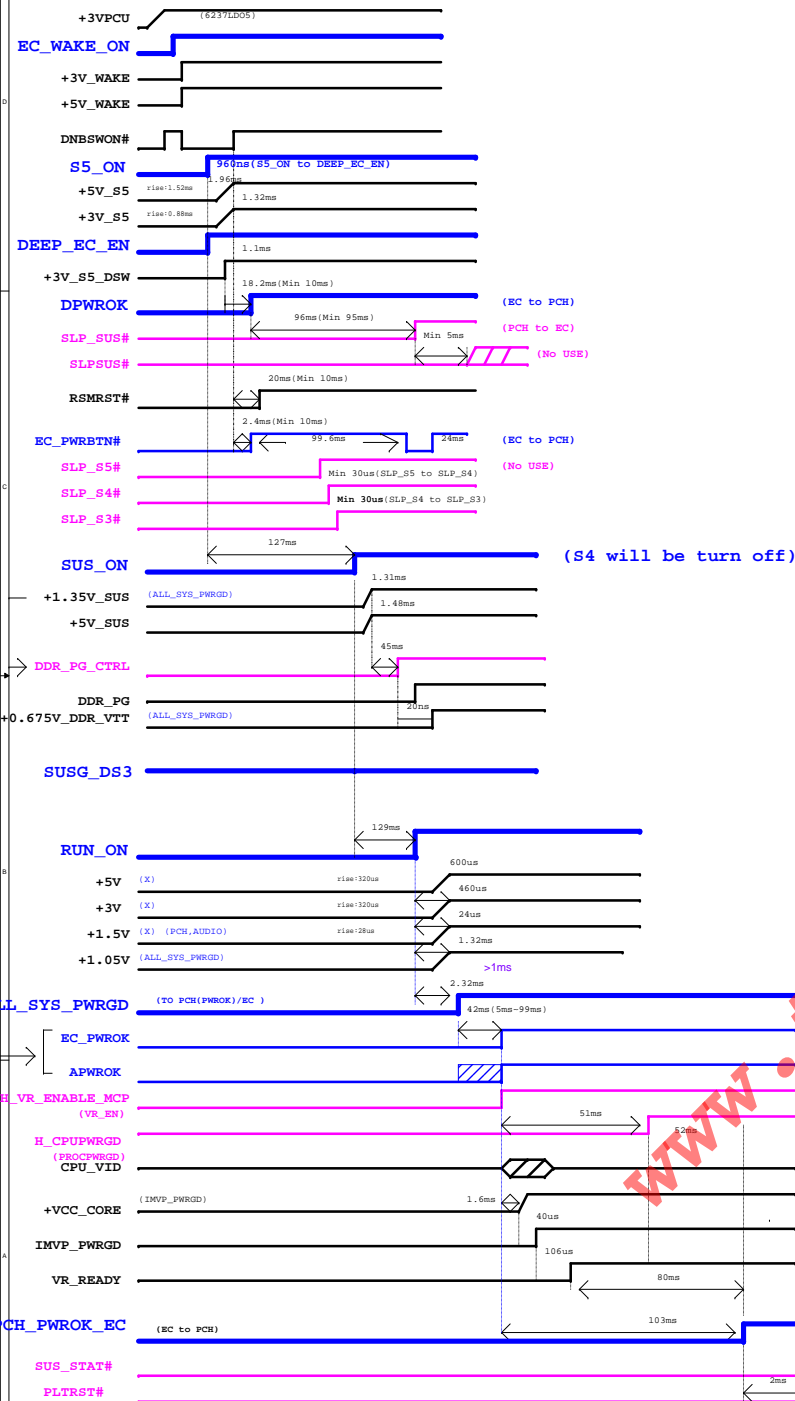 +3VPCU (6237LDO5)
EC_WAKE_ON
+3V_WAKE
D
+5V_WAKE
DNBSWON#
S5_ON 960ns(S5_ON to DEEP_EC_EN)
1.96ms
+5V_S5 rise:1.52ms
1.32ms
+3V_S5 rise:0.88ms
DEEP_EC_EN
1.1ms
+3V_S5_DSW
18.2ms(Min 10ms)
DPWROK (EC to PCH)
96ms(Min 95ms)
(PCH to EC)
SLP_SUS# Min 5ms
(No USE)
SLPSUS#
20ms(Min 10ms)
RSMRST#
2.4ms(Min 10ms)
EC_PWRBTN# 99.6ms 24ms (EC to PCH)
SLP_S5# Min 30us(SLP_S5 to SLP_S4) (No USE)
C
SLP_S4# Min 30us(SLP_S4 to SLP_S3)
SLP_S3#
127ms
SUS_ON (S4 will be turn off)
1.31ms
+1.35V_SUS (ALL_SYS_PWRGD)
1.48ms
+5V_SUS
45ms
DDR_PG_CTRL
DDR_PG
20ns
+0.675V_DDR_VTT (ALL_SYS_PWRGD)
SUSG_DS3
129ms
RUN_ON
600us
B
+5V (X) rise:320us
460us
+3V (X) rise:320us
24us
+1.5V (X) (PCH,AUDIO) rise:28us
1.32ms
+1.05V (ALL_SYS_PWRGD)
>1ms
2.32ms
LL_SYS_PWRGD (TO PCH(PWROK)/EC )
42ms(5ms-99ms)
EC_PWROK
APWROK
H_VR_ENABLE_MCP
(VR_EN)
51ms
52ms
H_CPUPWRGD
(PROCPWRGD)
CPU_VID
+VCC_CORE (IMVP_PWRGD) 1.6ms
40us
IMVP_PWRGD
106us
A
VR_READY 80ms
103ms
PCH_PWROK_EC (EC to PCH)
SUS_STAT#
2ms
PLTRST#
www.